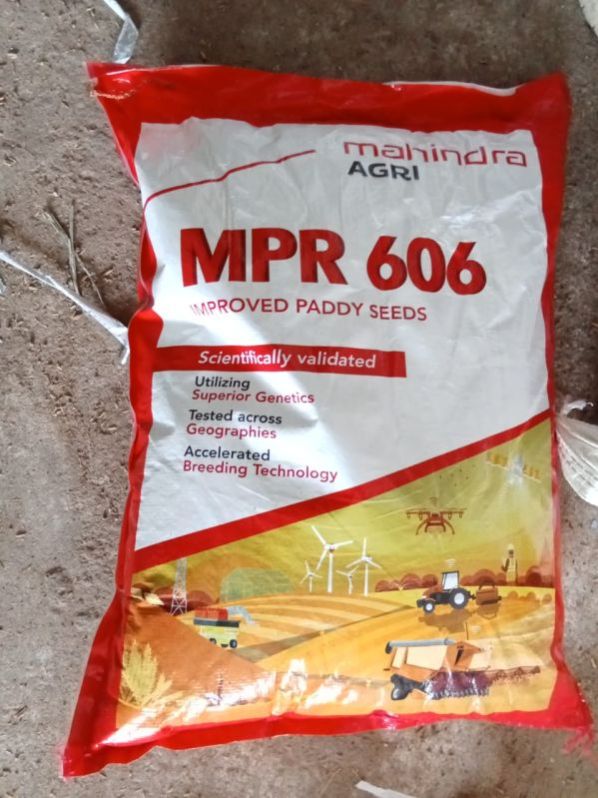 mahindra
AGRI
MPR 606
IMPROVED PADDY SEEDS
Scientifically validated
Utilizing
Superior Genetics
Tested across
Geographies
Accelerated
Breeding Technology